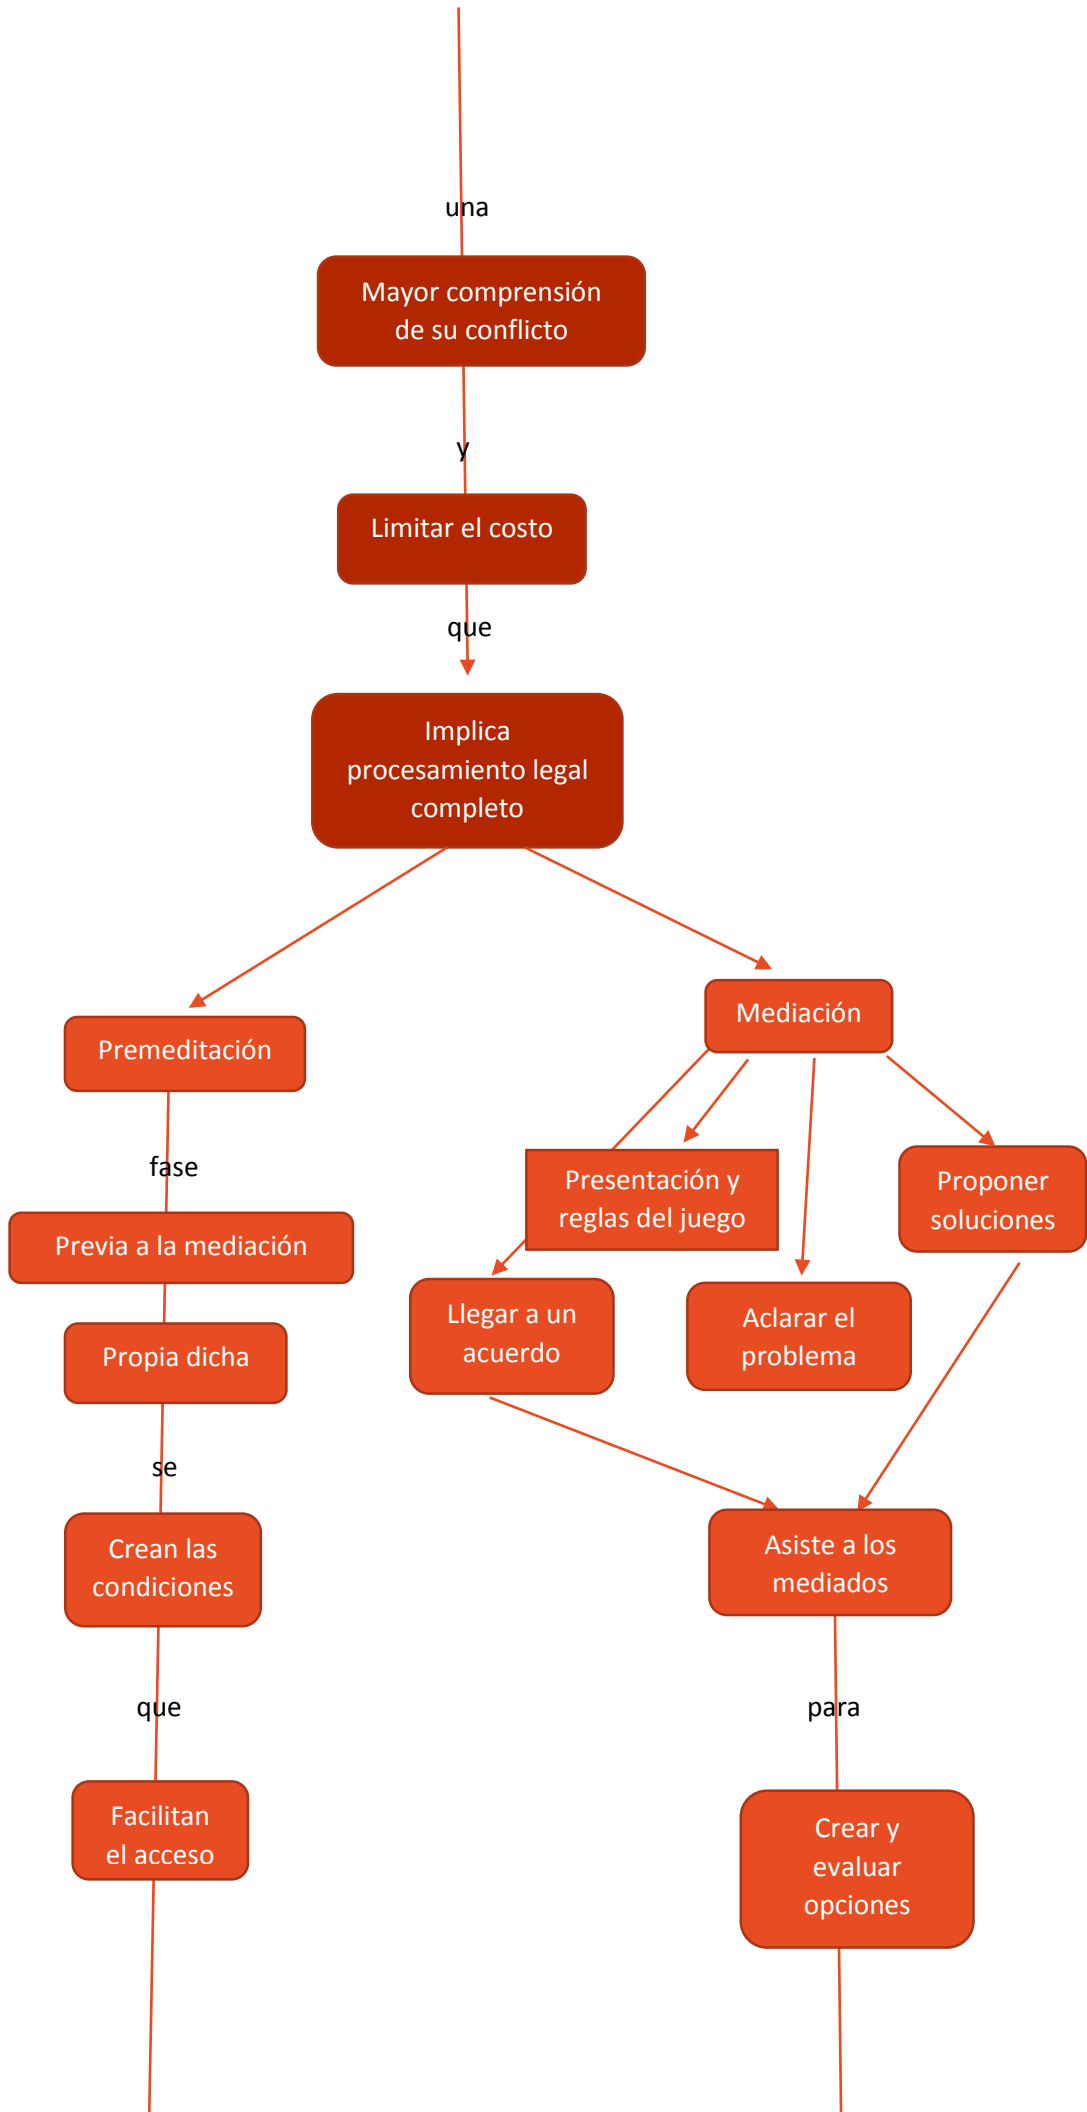 una
Mayor comprensión
de su conflicto
y
Limitar el costo
que
Implica
procesamiento legal
completo
Premeditación
fase
Previa a la mediación
Propia dicha
se
Crean las
condiciones
que
Facilitan
el acceso
Mediación
Presentación y
reglas del juego
Proponer
soluciones
Llegar a un
acuerdo
Aclarar el
problema
Asiste a los
mediados
para
Crear y
evaluar
opciones